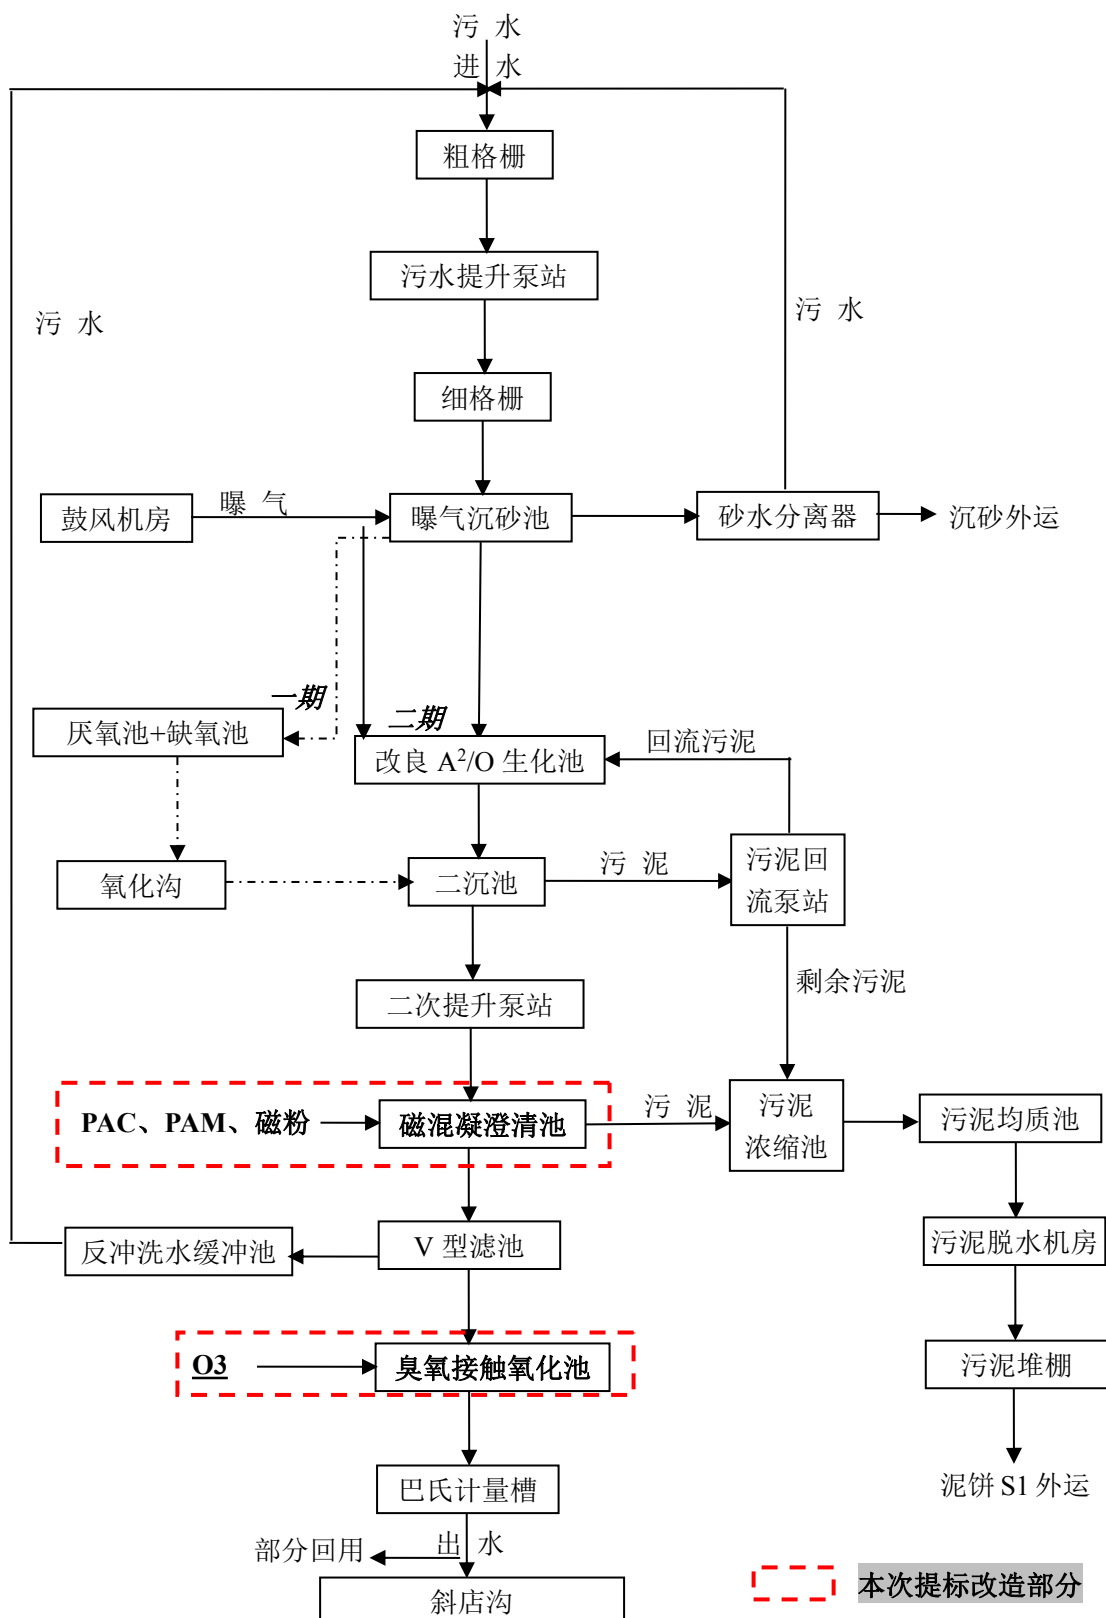 污 水
进 水
粗格栅
污水提升泵站
污 水
污 水
细格栅
鼓风机房
曝 气
曝气沉砂池
砂水分离器
沉砂外运
一期
二期
厌氧池+缺氧池
改良 A²/O 生化池
回流污泥
氧化沟
二沉池
污 泥
污泥回
流泵站
二次提升泵站
剩余污泥
PAC、PAM、磁粉
磁混凝澄清池
污 泥
污泥
浓缩池
污泥均质池
反冲洗水缓冲池
V 型滤池
污泥脱水机房
O3
臭氧接触氧化池
污泥堆棚
巴氏计量槽
泥饼 S1 外运
部分回用
出 水
斜店沟
本次提标改造部分